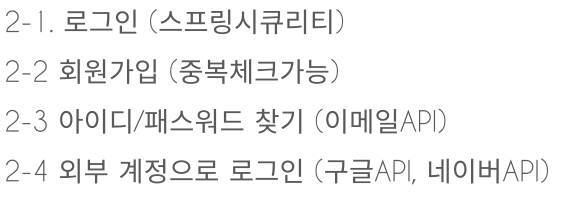 2-1. 로그인 (스프링시큐리티)
2-2 회원가입 (중복체크가능)
2-3 아이디/패스워드 찾기 (이메일API)
2-4 외부 계정으로 로그인 (구글API, 네이버API)